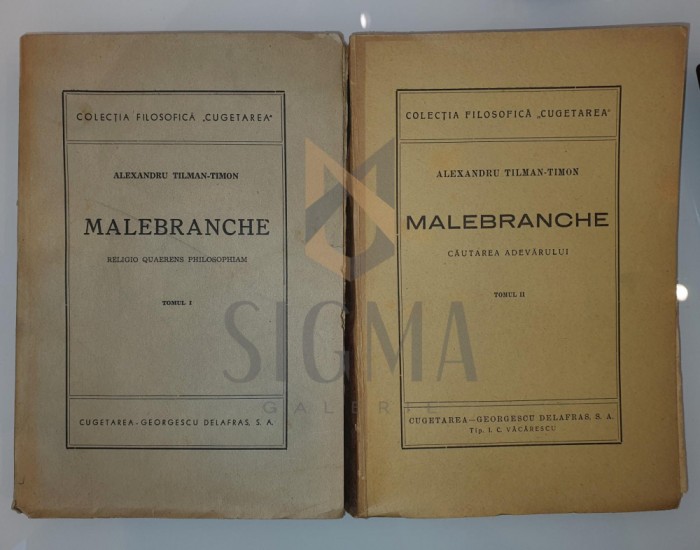 COLECȚIA FILOSOFICĂ „CUGETAREA"
ALEXANDRU TILMAN-TIMON
MALEBRANCHE
RELIGIO QUAERENS PHILOSOPHIAM
TOMUL I
CUGETAREA - GEORGESCU DELAFRAS, S. A.
COLECȚIA FILOSOFICĂ „CUGETAREA"
ALEXANDRU TILMAN-TIMON
MALEBRANCHE
CĂUTAREA ADEVĂRULUI
TOMUL II
CUGETAREA—GEORGESCU DELAFRAS, S. A.
Tip. I. C. VĂCĂRESCU
SIGMA
GALERIE